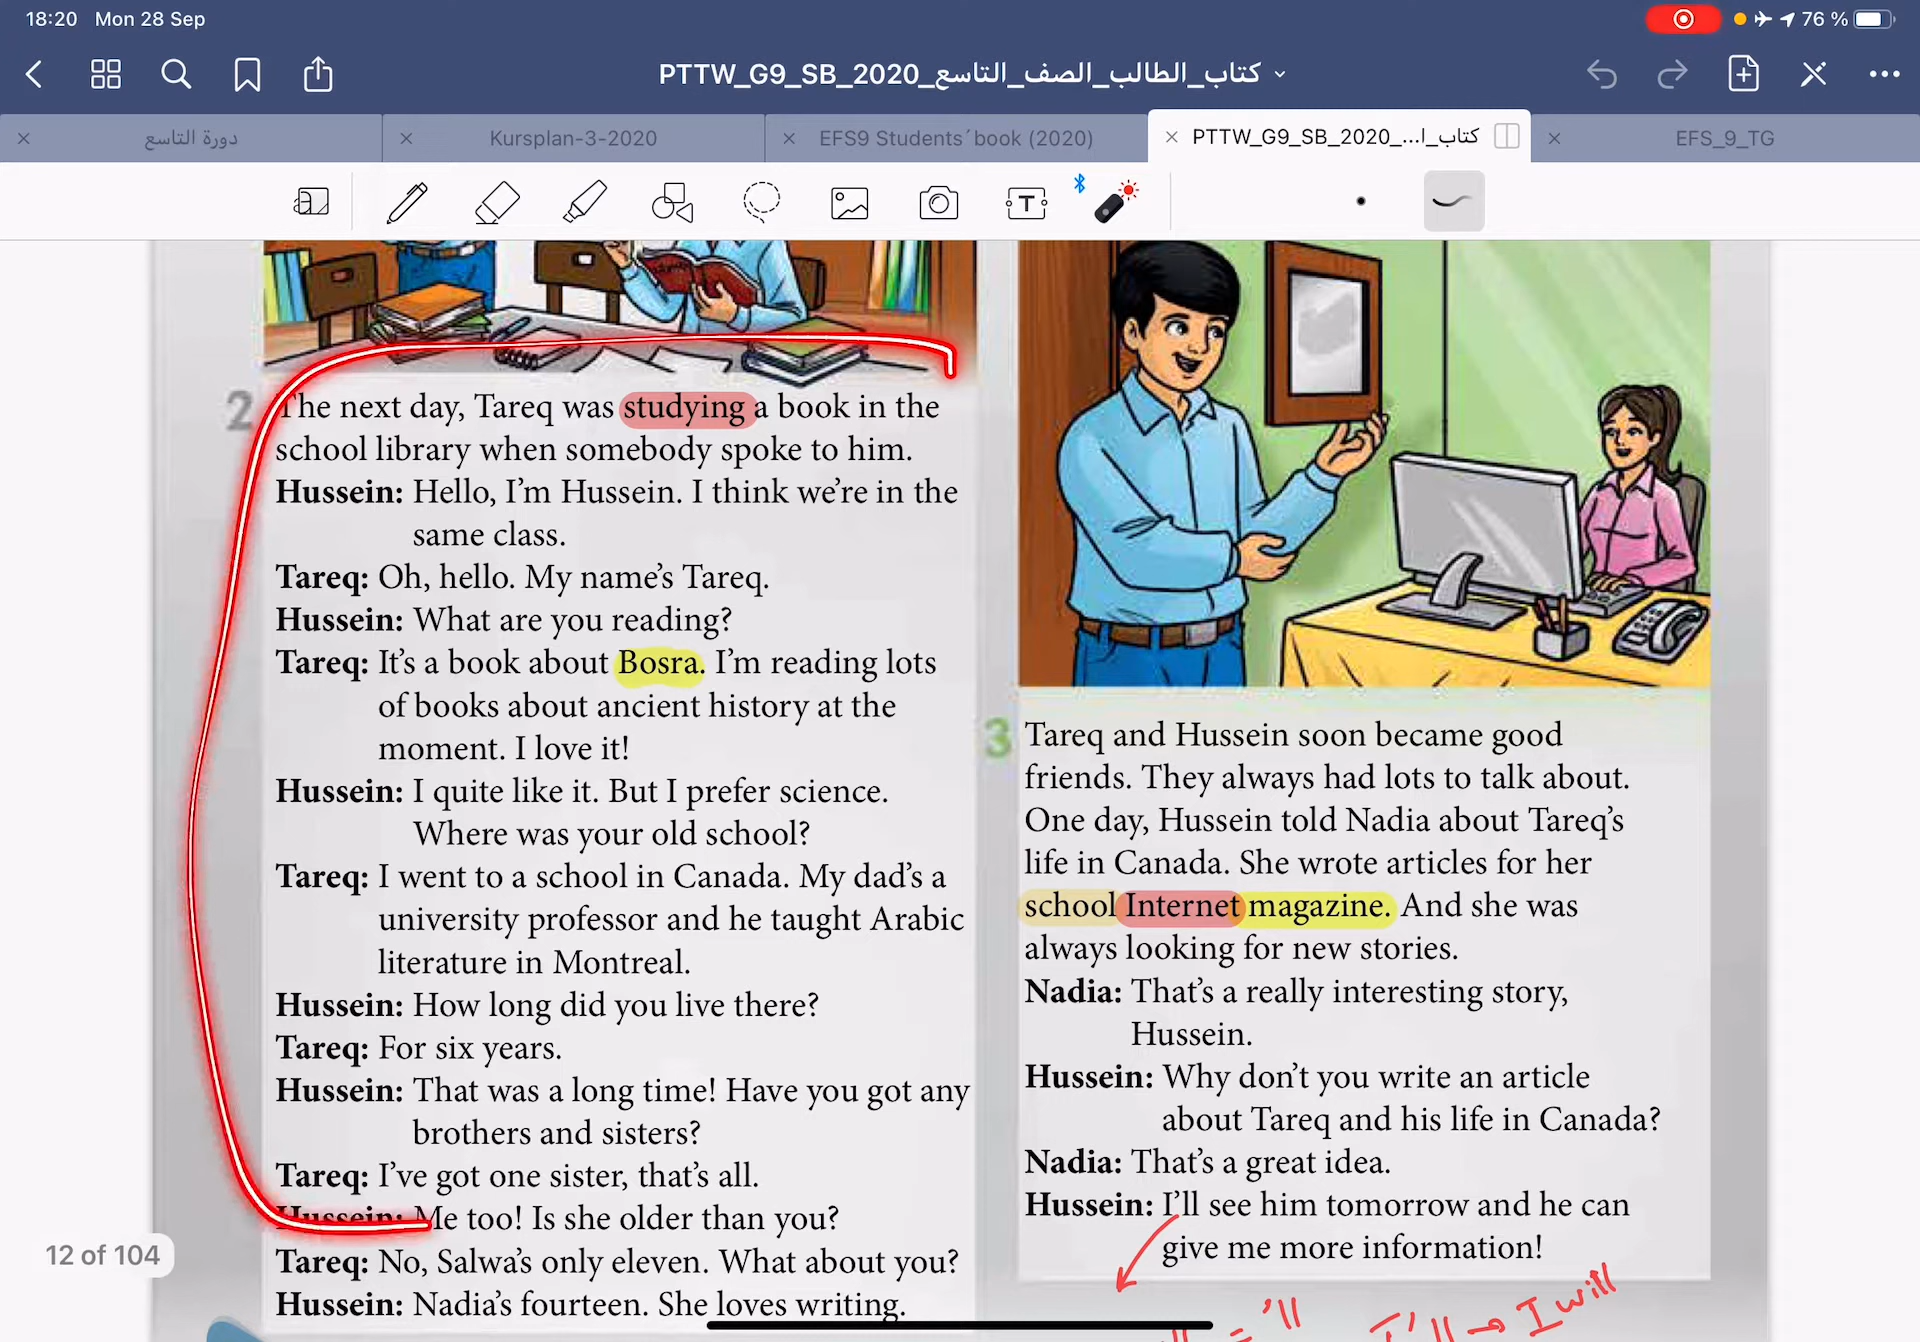 18:20 Mon 28 Sep
76 %
PTTW_G9_SB_2020_كتاب_الطالب_الصف_التاسع
دورة التاسع
Kursplan-3-2020
EFS9 Students´book (2020)
PTTW_G9_SB_2020_...كتاب_ا
EFS_9_TG
2 The next day, Tareq was studying a book in the
school library when somebody spoke to him.
Hussein: Hello, I’m Hussein. I think we’re in the
same class.
Tareq: Oh, hello. My name’s Tareq.
Hussein: What are you reading?
Tareq: It’s a book about Bosra. I’m reading lots
of books about ancient history at the
moment. I love it!
Hussein: I quite like it. But I prefer science.
Where was your old school?
Tareq: I went to a school in Canada. My dad’s a
university professor and he taught Arabic
literature in Montreal.
Hussein: How long did you live there?
Tareq: For six years.
Hussein: That was a long time! Have you got any
brothers and sisters?
Tareq: I’ve got one sister, that’s all.
Hussein: Me too! Is she older than you?
Tareq: No, Salwa’s only eleven. What about you?
Hussein: Nadia’s fourteen. She loves writing.
3 Tareq and Hussein soon became good
friends. They always had lots to talk about.
One day, Hussein told Nadia about Tareq’s
life in Canada. She wrote articles for her
school Internet magazine. And she was
always looking for new stories.
Nadia: That’s a really interesting story,
Hussein.
Hussein: Why don’t you write an article
about Tareq and his life in Canada?
Nadia: That’s a great idea.
Hussein: I’ll see him tomorrow and he can
give me more information!
= 'll I'll → I will
12 of 104